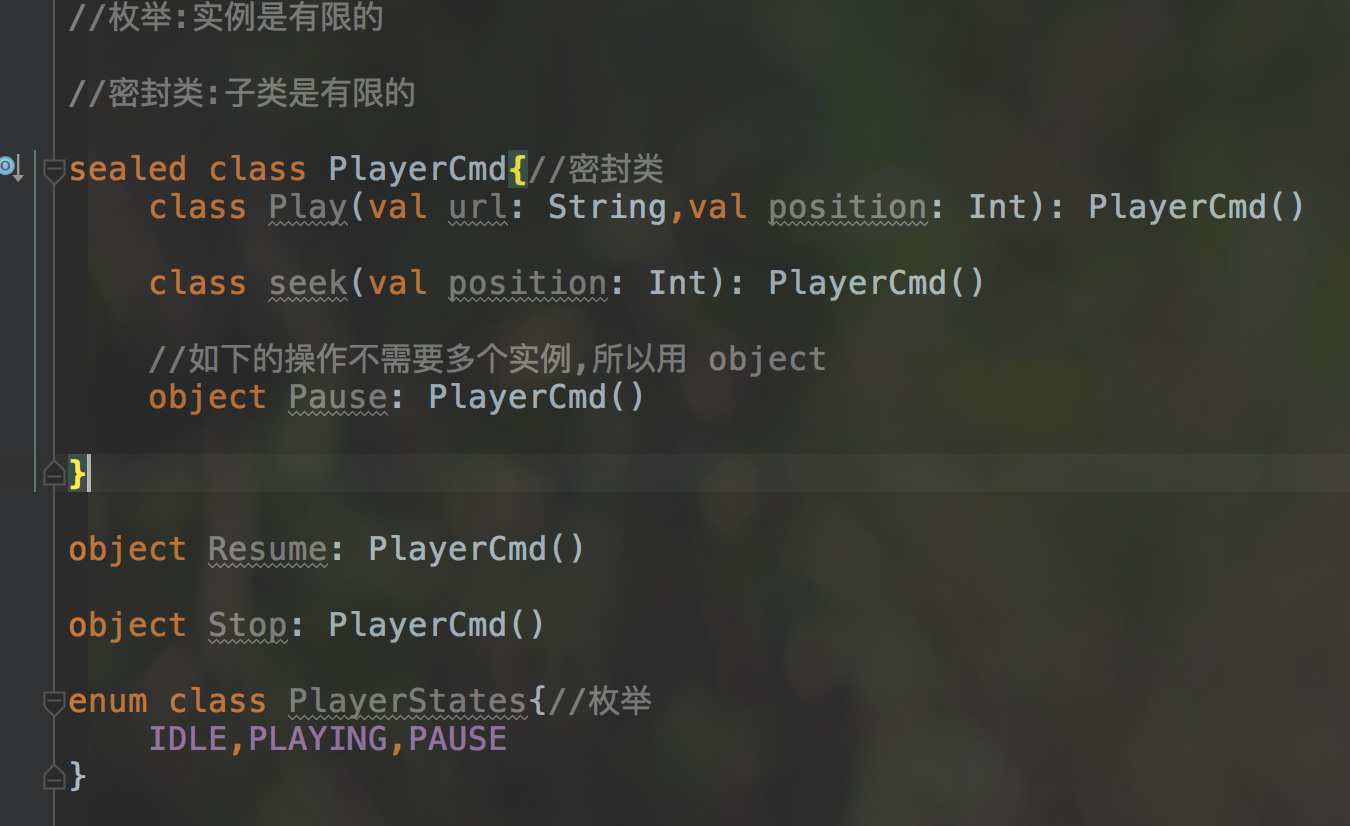 //枚举:实例是有限的
//密封类:子类是有限的
sealed class PlayerCmd{//密封类
class Play(val url: String,val position: Int): PlayerCmd()
class seek(val position: Int): PlayerCmd()
//如下的操作不需要多个实例,所以用 object
object Pause: PlayerCmd()
}
object Resume: PlayerCmd()
object Stop: PlayerCmd()
enum class PlayerStates{//枚举
IDLE,PLAYING,PAUSE
}